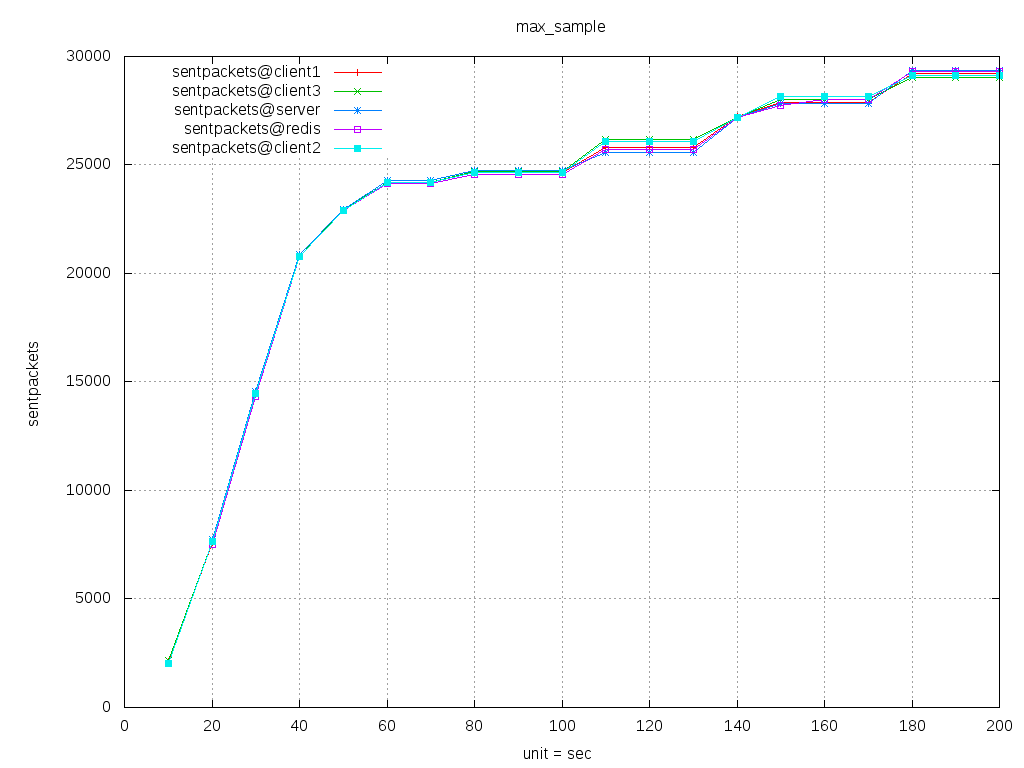 max_sample
30000
25000
20000
15000
10000
5000
0
sentpackets@client1
sentpackets@client3
sentpackets@server
sentpackets@redis
sentpackets@client2
sentpackets
0 20 40 60 80 100 120 140 160 180 200
unit = sec